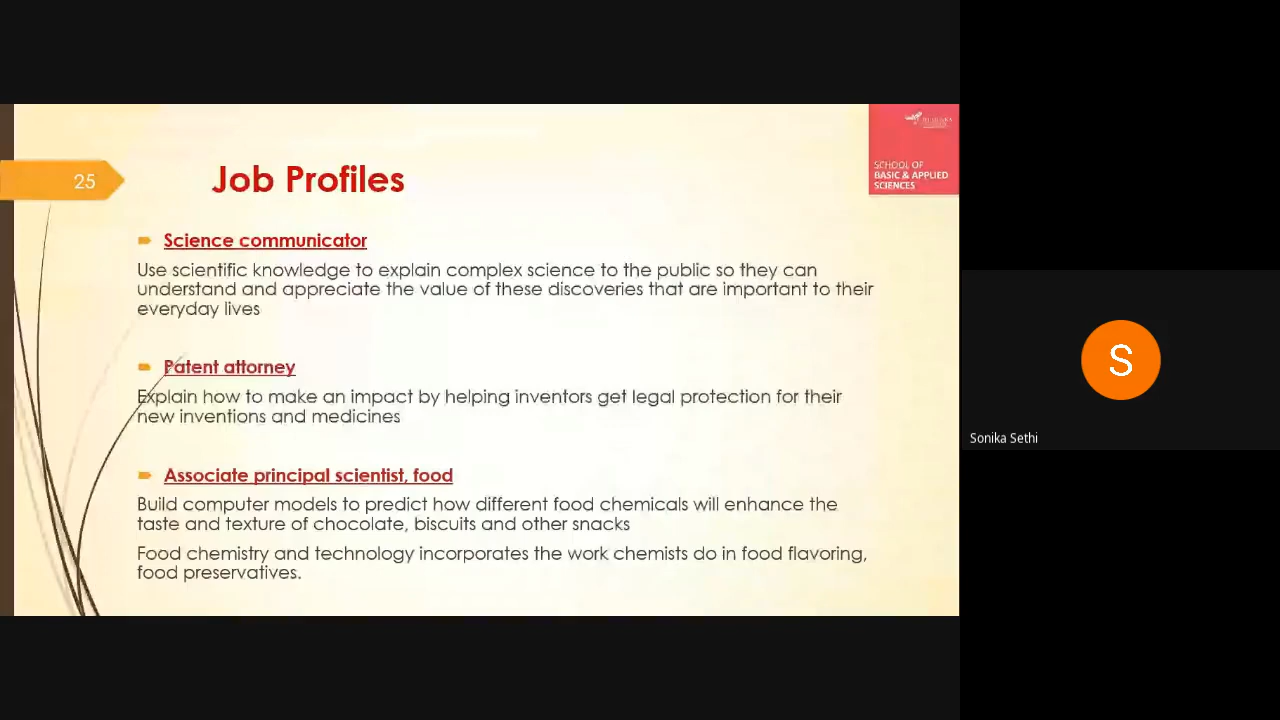 25
Job Profiles
SCHOOL OF
BASIC & APPLIED
SCIENCES
Science communicator
Use scientific knowledge to explain complex science to the public so they can
understand and appreciate the value of these discoveries that are important to their
everyday lives
Patent attorney
Explain how to make an impact by helping inventors get legal protection for their
new inventions and medicines
Associate principal scientist, food
Build computer models to predict how different food chemicals will enhance the
taste and texture of chocolate, biscuits and other snacks
Food chemistry and technology incorporates the work chemists do in food flavoring,
food preservatives.
S
Sonika Sethi